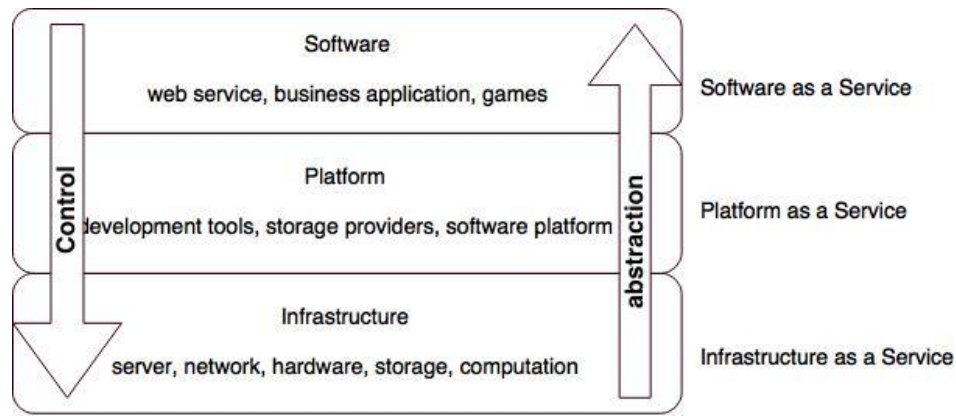 Software
web service, business application, games
Software as a Service
Control
Platform
development tools, storage providers, software platform
Platform as a Service
abstraction
Infrastructure
server, network, hardware, storage, computation
Infrastructure as a Service